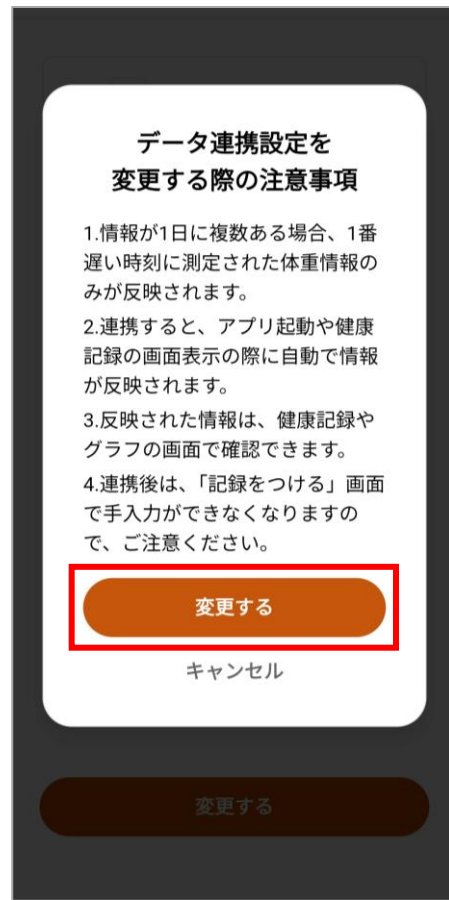 データ連携設定を
変更する際の注意事項
1.情報が1日に複数ある場合、1番
遅い時刻に測定された体重情報の
みが反映されます。
2.連携すると、アプリ起動や健康
記録の画面表示の際に自動で情報
が反映されます。
3.反映された情報は、健康記録や
グラフの画面で確認できます。
4.連携後は、「記録をつける」画面
で手入力ができなくなりますの
で、ご注意ください。
変更する
キャンセル
変更する